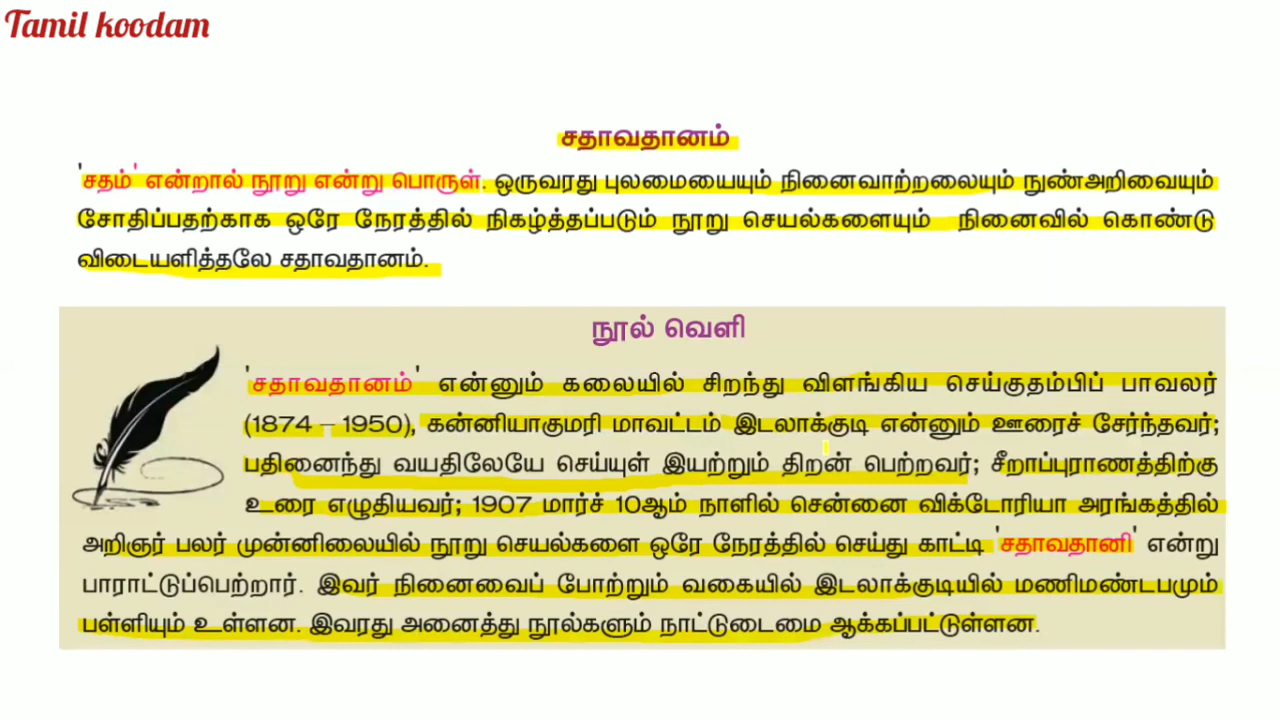 Tamil koodam
சதாவதானம்
'சதம்' என்றால் நூறு என்று பொருள். ஒருவரது புலமையையும் நினைவாற்றலையும் நுண்அறிவையும்
சோதிப்பதற்காக ஒரே நேரத்தில் நிகழ்த்தப்படும் நூறு செயல்களையும் நினைவில் கொண்டு
விடையளித்தலே சதாவதானம்.
நூல் வெளி
'சதாவதானம்' என்னும் கலையில் சிறந்து விளங்கிய செய்குதம்பிப் பாவலர்
(1874 – 1950), கன்னியாகுமரி மாவட்டம் இடலாக்குடி என்னும் ஊரைச் சேர்ந்தவர்;
பதினைந்து வயதிலேயே செய்யுள் இயற்றும் திறன் பெற்றவர்; சீறாப்புராணத்திற்கு
உரை எழுதியவர்; 1907 மார்ச் 10ஆம் நாளில் சென்னை விக்டோரியா அரங்கத்தில்
அறிஞர் பலர் முன்னிலையில் நூறு செயல்களை ஒரே நேரத்தில் செய்து காட்டி 'சதாவதானி' என்று
பாராட்டுப்பெற்றார். இவர் நினைவைப் போற்றும் வகையில் இடலாக்குடியில் மணிமண்டபமும்
பள்ளியும் உள்ளன. இவரது அனைத்து நூல்களும் நாட்டுடைமை ஆக்கப்பட்டுள்ளன.